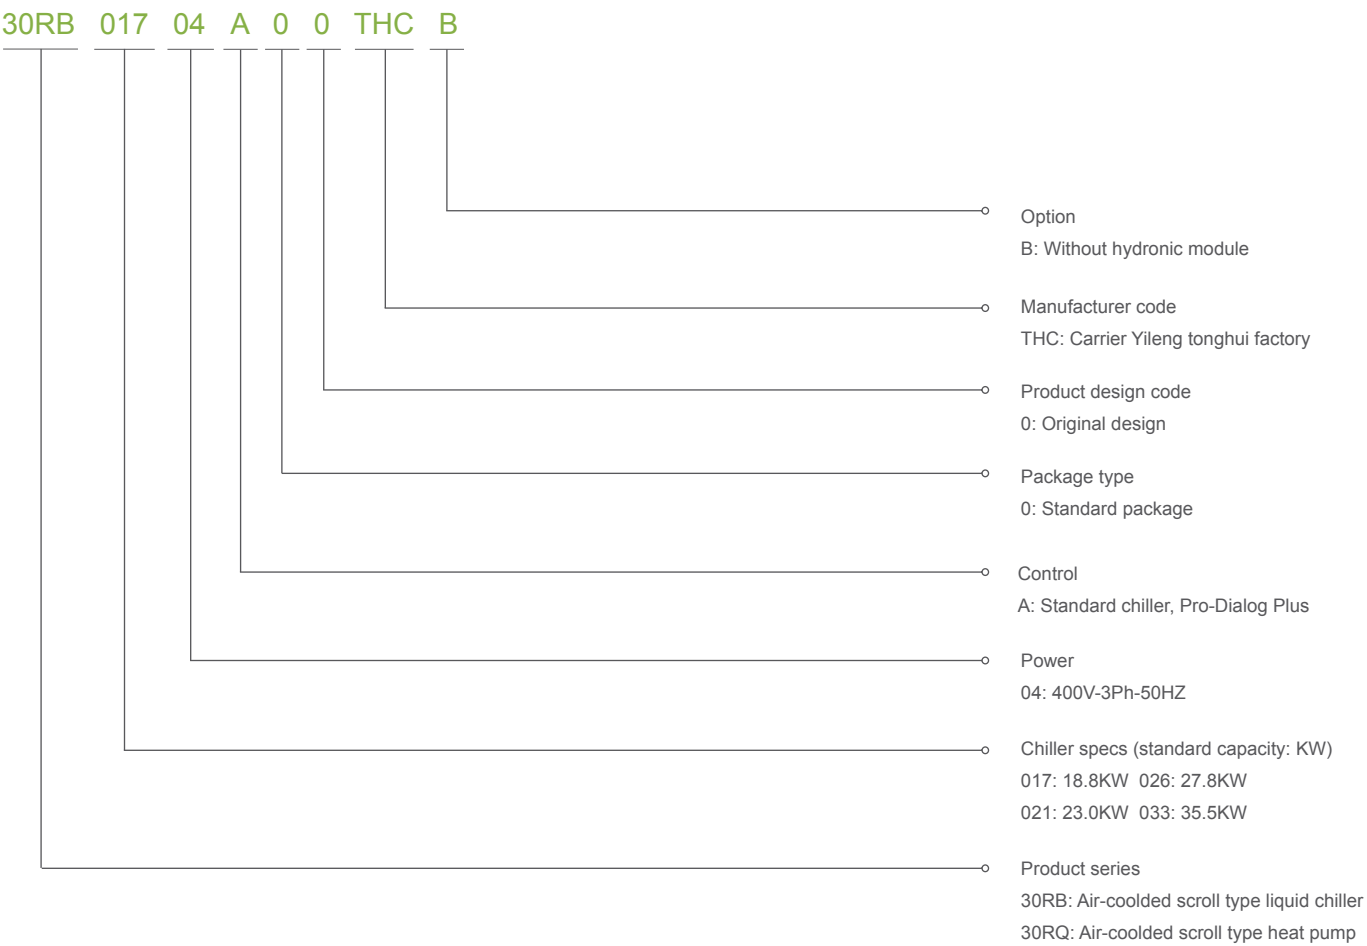 30RB 017 04 A 0 0 THC B
Option
B: Without hydronic module
Manufacturer code
THC: Carrier Yileng tonghui factory
Product design code
0: Original design
Package type
0: Standard package
Control
A: Standard chiller, Pro-Dialog Plus
Power
04: 400V-3Ph-50HZ
Chiller specs (standard capacity: KW)
017: 18.8KW 026: 27.8KW
021: 23.0KW 033: 35.5KW
Product series
30RB: Air-coolded scroll type liquid chiller
30RQ: Air-coolded scroll type heat pump